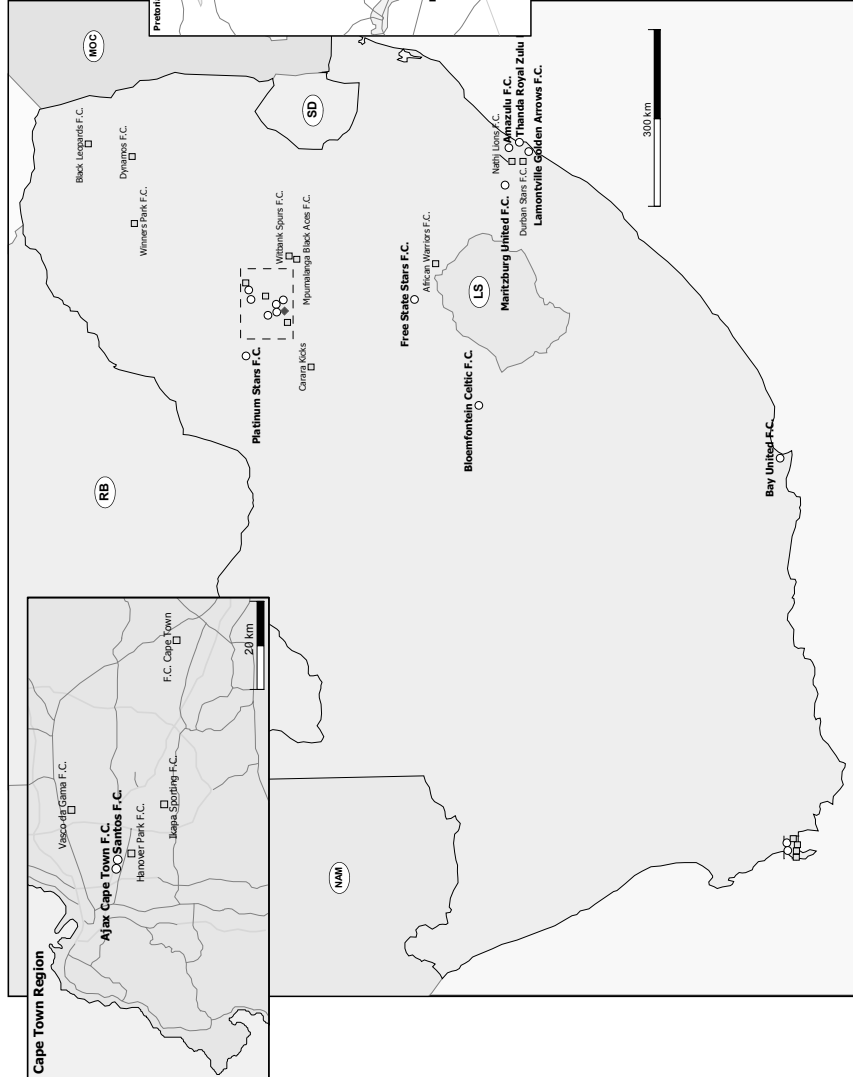 Pretoria
MOC
SD
Black Leopards F.C.
Dynamos F.C.
Winners Park F.C.
Witbank Spurs F.C.
Mpumalanga Black Aces F.C.
Platinum Stars F.C.
Carara Kicks
African Warriors F.C.
Free State Stars F.C.
Bloemfontein Celtic F.C.
LS
Nathi Lions F.C.
Amazulu F.C.
Thanda Royal Zulu
Durban Stars F.C.
Lamontville Golden Arrows F.C.
Maritzburg United F.C.
300 km
Bay United F.C.
RB
NAM
Cape Town Region
Vasco da Gama F.C.
Ajax Cape Town F.C.
Santos F.C.
Hanover Park F.C.
Ikapa Sporting F.C.
F.C. Cape Town
20 km